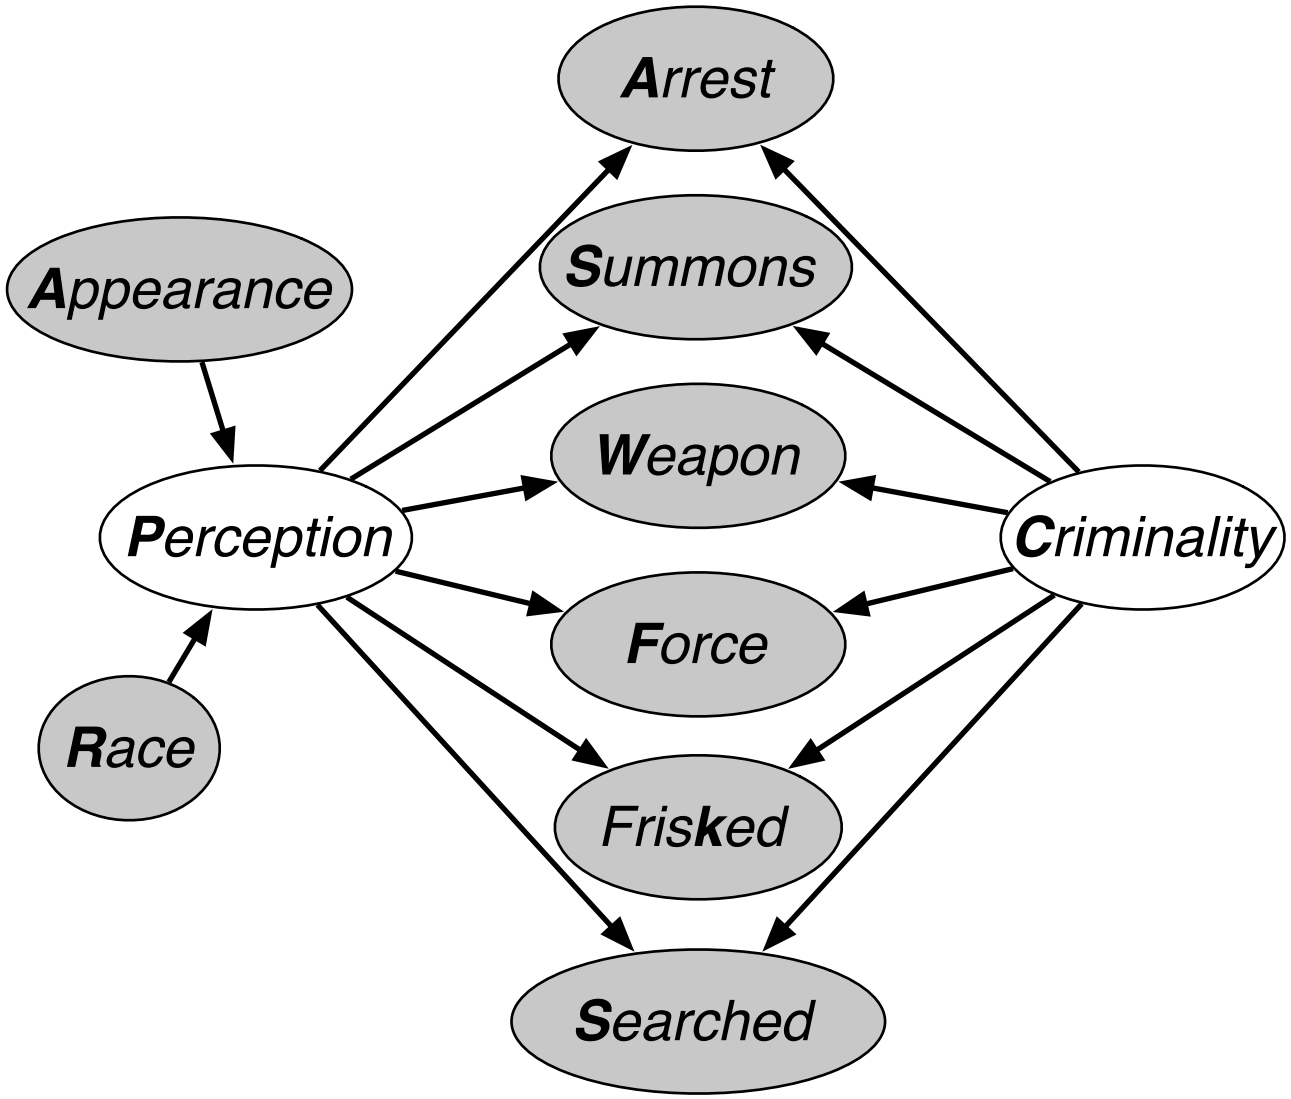 Arrest
Summons
Appearance
Weapon
Perception
Criminality
Force
Race
Frisked
Searched